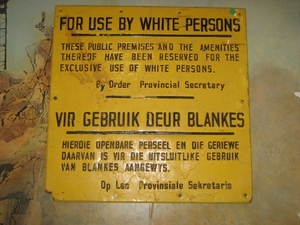 FOR USE BY WHITE PERSONS
THESE PUBLIC PREMISES AND THE AMENITIES
THEREOF HAVE BEEN RESERVED FOR THE
EXCLUSIVE USE OF WHITE PERSONS.
By Order Provincial Secretary
VIR GEBRUIK DEUR BLANKES
HIERDIE OPENBARE PERSEEL EN DIE GERIEWE
DAARVAN IS VIR DIE UITSLUITLIKE GEBRUIK
VAN BLANKES AANGEWYS.
Op Las Provinsiale Sekretaris